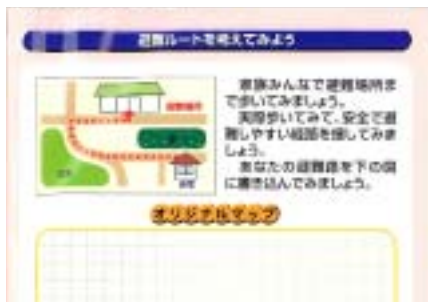 避難ルートを考えてみよう
避難場所
家族みんなで避難場所ま
で歩いてみましょう。
実際歩いてみて、安全で避
難しやすい経路を探してみま
しょう。
あなたの避難路を下の図
に書き込んでみましょう。
オリジナルマップ